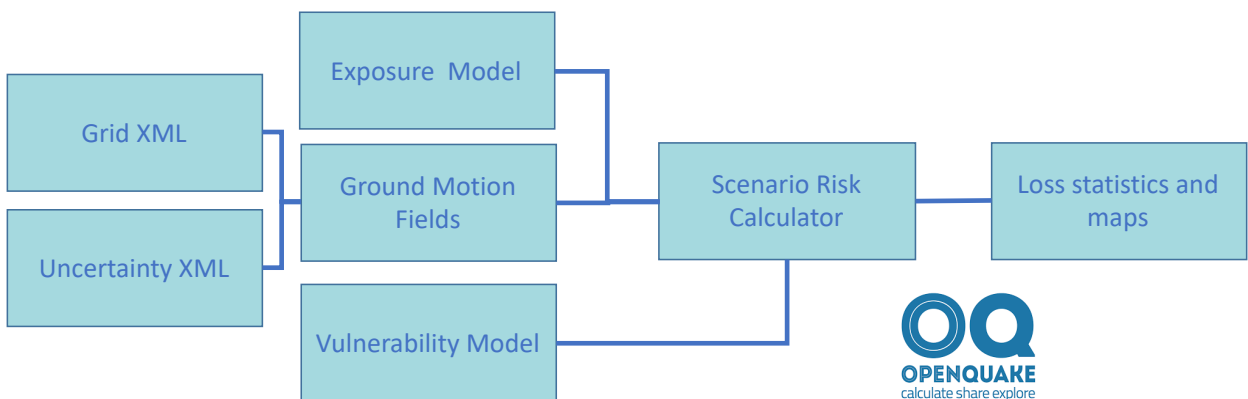 Exposure Model
Grid XML
Ground Motion
Fields
Scenario Risk
Calculator
Loss statistics and
maps
Uncertainty XML
Vulnerability Model
OQ
OPENQUAKE
calculate share explore